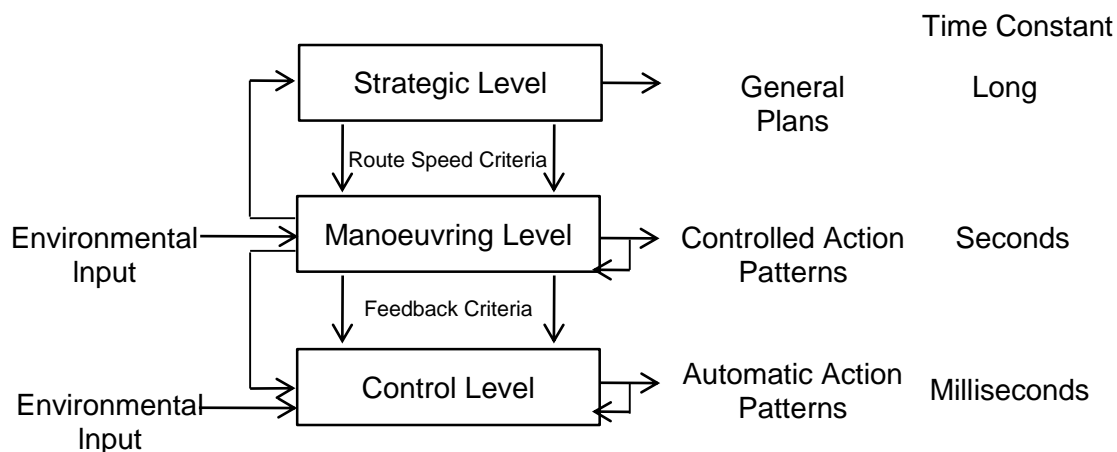 Time Constant
Strategic Level
General
Plans
Long
Route Speed Criteria
Environmental
Input
Manoeuvring Level
Controlled Action
Patterns
Seconds
Feedback Criteria
Environmental
Input
Control Level
Automatic Action
Patterns
Milliseconds